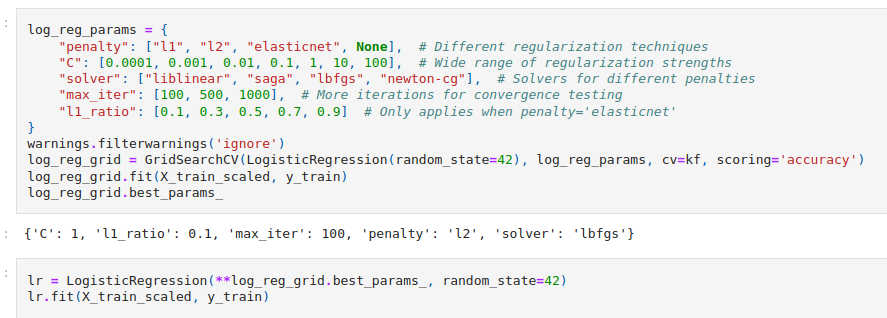 :
log_reg_params = {
    "penalty": ["l1", "l2", "elasticnet", None],  # Different regularization techniques
    "C": [0.0001, 0.001, 0.01, 0.1, 1, 10, 100],  # Wide range of regularization strengths
    "solver": ["liblinear", "saga", "lbfgs", "newton-cg"],  # Solvers for different penalties
    "max_iter": [100, 500, 1000],  # More iterations for convergence testing
    "l1_ratio": [0.1, 0.3, 0.5, 0.7, 0.9]  # Only applies when penalty='elasticnet'
}
warnings.filterwarnings('ignore')
log_reg_grid = GridSearchCV(LogisticRegression(random_state=42), log_reg_params, cv=kf, scoring='accuracy')
log_reg_grid.fit(X_train_scaled, y_train)
log_reg_grid.best_params_
: {'C': 1, 'l1_ratio': 0.1, 'max_iter': 100, 'penalty': 'l2', 'solver': 'lbfgs'}
:
lr = LogisticRegression(**log_reg_grid.best_params_, random_state=42)
lr.fit(X_train_scaled, y_train)